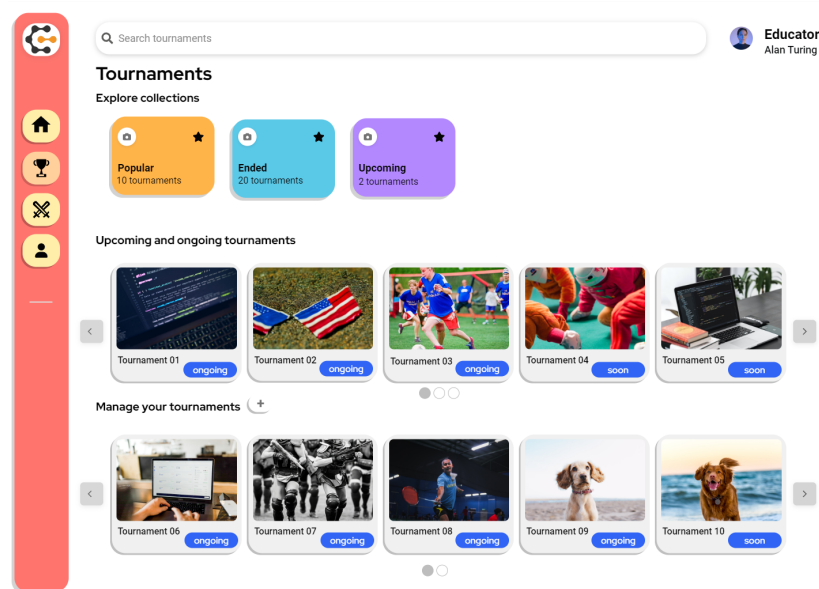 Search tournaments
Educator
Alan Turing
Tournaments
Explore collections
Popular
10 tournaments
Ended
20 tournaments
Upcoming
2 tournaments
Upcoming and ongoing tournaments
Tournament 01
ongoing
Tournament 02
ongoing
Tournament 03
ongoing
Tournament 04
soon
Tournament 05
soon
Manage your tournaments
+
Tournament 06
ongoing
Tournament 07
ongoing
Tournament 08
ongoing
Tournament 09
ongoing
Tournament 10
soon